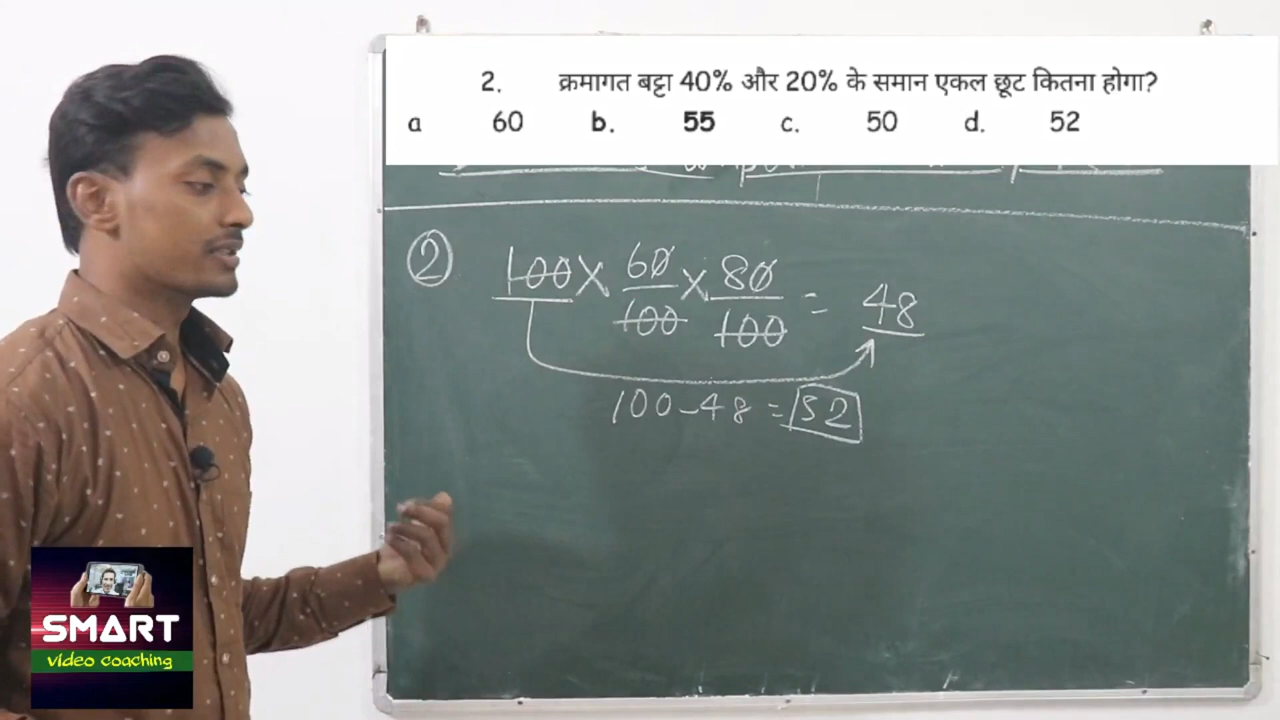 2. क्रमागत बट्टा 40% और 20% के समान एकल छूट कितना होगा?
a 60 b. 55 c. 50 d. 52
② 100 × 60/100 × 80/100 = 48
100-48 = 52
SMART
video coaching